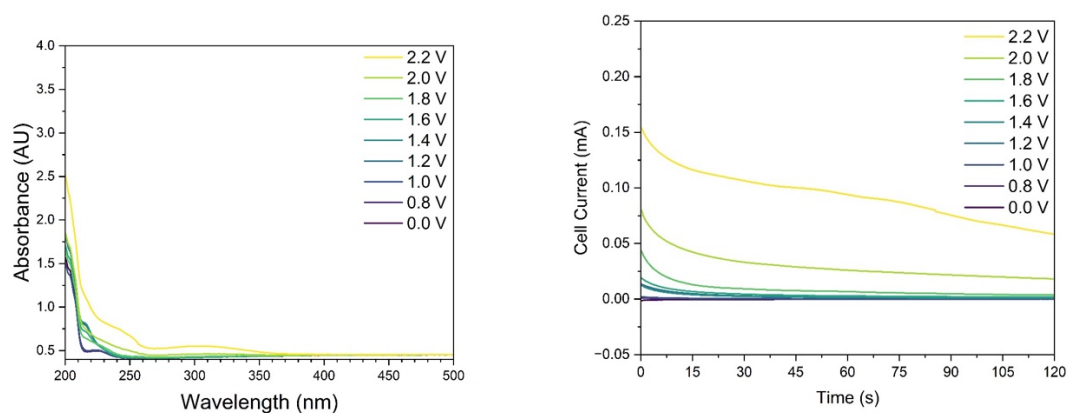 4.0
3.5
3.0
2.5
2.0
1.5
1.0
0.5
200 250 300 350 400 450 500
Absorbance (AU)
Wavelength (nm)
2.2 V
2.0 V
1.8 V
1.6 V
1.4 V
1.2 V
1.0 V
0.8 V
0.0 V
0.25
0.20
0.15
0.10
0.05
0.00
−0.05
0 15 30 45 60 75 90 105 120
Cell Current (mA)
Time (s)
2.2 V
2.0 V
1.8 V
1.6 V
1.4 V
1.2 V
1.0 V
0.8 V
0.0 V